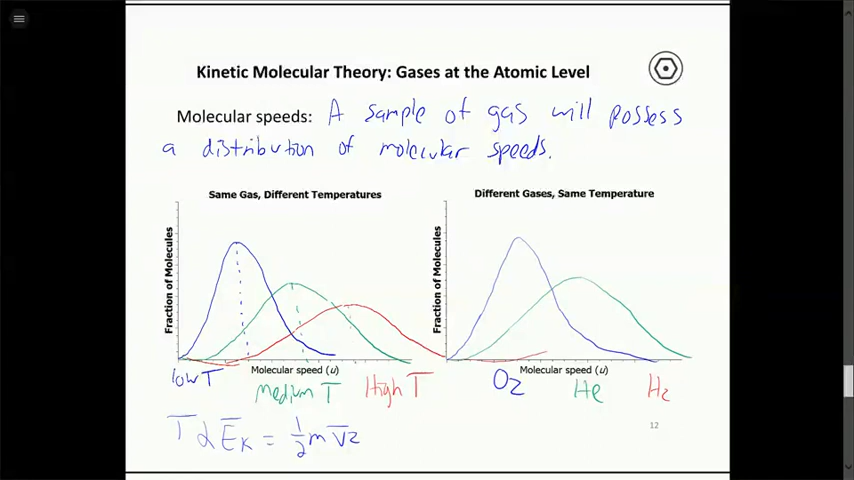 Kinetic Molecular Theory: Gases at the Atomic Level
Molecular speeds: A sample of gas will possess
a distribution of molecular speeds.
Same Gas, Different Temperatures
Fraction of Molecules
Molecular speed (u)
low T
Medium T
High T
Different Gases, Same Temperature
Fraction of Molecules
Molecular speed (u)
O2
He
H2
T α Ēk = 1/2 m v̅2
12